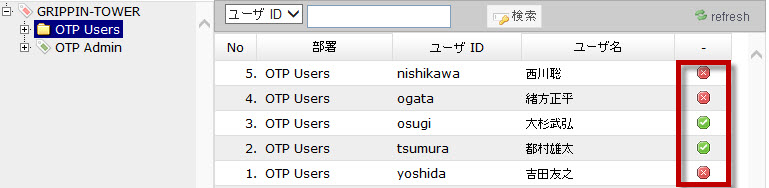 GRIPPIN-TOWER
OTP Users
OTP Admin
ユーザ ID 検索 refresh
No 部署 ユーザ ID ユーザ名 -
5. OTP Users nishikawa 西川聡
4. OTP Users ogata 緒方正平
3. OTP Users osugi 大杉武弘
2. OTP Users tsumura 都村雄太
1. OTP Users yoshida 吉田友之